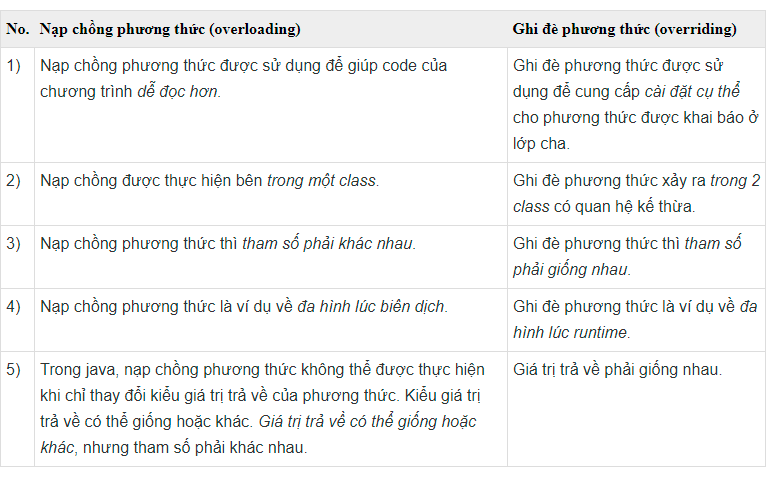 No. Nạp chồng phương thức (overloading) Ghi đè phương thức (overriding)
1) Nạp chồng phương thức được sử dụng để giúp code của
chương trình dễ đọc hơn.
Ghi đè phương thức được sử
dụng để cung cấp cài đặt cụ thể
cho phương thức được khai báo ở
lớp cha.
2) Nạp chồng được thực hiện bên trong một class.
Ghi đè phương thức xảy ra trong 2
class có quan hệ kế thừa.
3) Nạp chồng phương thức thì tham số phải khác nhau.
Ghi đè phương thức thì tham số
phải giống nhau.
4) Nạp chồng phương thức là ví dụ về đa hình lúc biên dịch.
Ghi đè phương thức là ví dụ về đa
hình lúc runtime.
5) Trong java, nạp chồng phương thức không thể được thực hiện
khi chỉ thay đổi kiểu giá trị trả về của phương thức. Kiểu giá trị
trả về có thể giống hoặc khác. Giá trị trả về có thể giống hoặc
khác, nhưng tham số phải khác nhau.
Giá trị trả về phải giống nhau.